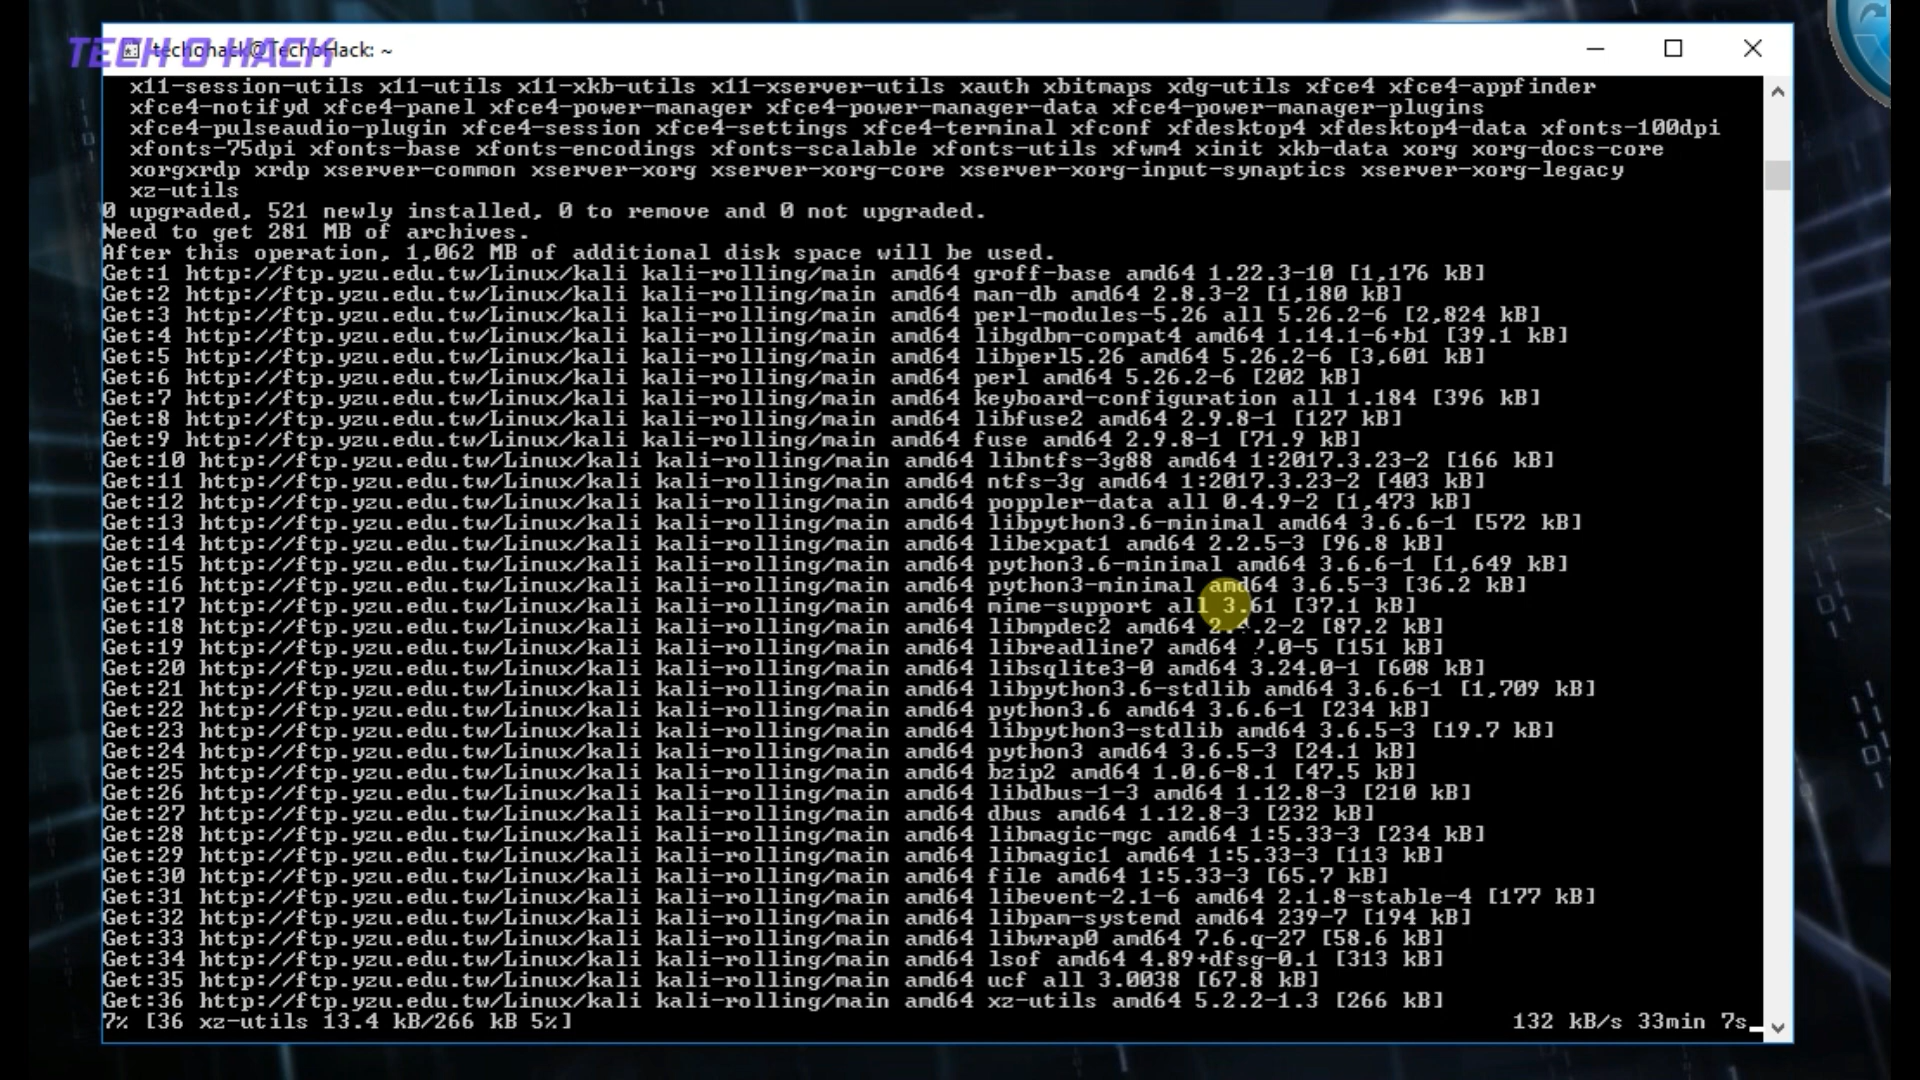 TECH O HACK
techohack@TechoHack: ~
x11-session-utils x11-utils x11-xkb-utils x11-xserver-utils xauth xbitmaps xdg-utils xfce4 xfce4-appfinder
xfce4-notifyd xfce4-panel xfce4-power-manager xfce4-power-manager-data xfce4-power-manager-plugins
xfce4-pulseaudio-plugin xfce4-session xfce4-settings xfce4-terminal xfconf xfdesktop4 xfdesktop4-data xfonts-100dpi
xfonts-75dpi xfonts-base xfonts-encodings xfonts-scalable xfonts-utils xfwm4 xinit xkb-data xorg xorg-docs-core
xorgxrdp xrdp xserver-common xserver-xorg xserver-xorg-core xserver-xorg-input-synaptics xserver-xorg-legacy
xz-utils
0 upgraded, 521 newly installed, 0 to remove and 0 not upgraded.
Need to get 281 MB of archives.
After this operation, 1,062 MB of additional disk space will be used.
Get:1 http://ftp.yzu.edu.tw/Linux/kali kali-rolling/main amd64 groff-base amd64 1.22.3-10 [1,176 kB]
Get:2 http://ftp.yzu.edu.tw/Linux/kali kali-rolling/main amd64 man-db amd64 2.8.3-2 [1,180 kB]
Get:3 http://ftp.yzu.edu.tw/Linux/kali kali-rolling/main amd64 perl-modules-5.26 all 5.26.2-6 [2,824 kB]
Get:4 http://ftp.yzu.edu.tw/Linux/kali kali-rolling/main amd64 libgdbm-compat4 amd64 1.14.1-6+b1 [39.1 kB]
Get:5 http://ftp.yzu.edu.tw/Linux/kali kali-rolling/main amd64 libperl5.26 amd64 5.26.2-6 [3,601 kB]
Get:6 http://ftp.yzu.edu.tw/Linux/kali kali-rolling/main amd64 perl amd64 5.26.2-6 [202 kB]
Get:7 http://ftp.yzu.edu.tw/Linux/kali kali-rolling/main amd64 keyboard-configuration all 1.184 [396 kB]
Get:8 http://ftp.yzu.edu.tw/Linux/kali kali-rolling/main amd64 libfuse2 amd64 2.9.8-1 [127 kB]
Get:9 http://ftp.yzu.edu.tw/Linux/kali kali-rolling/main amd64 fuse amd64 2.9.8-1 [71.9 kB]
Get:10 http://ftp.yzu.edu.tw/Linux/kali kali-rolling/main amd64 libntfs-3g88 amd64 1:2017.3.23-2 [166 kB]
Get:11 http://ftp.yzu.edu.tw/Linux/kali kali-rolling/main amd64 ntfs-3g amd64 1:2017.3.23-2 [403 kB]
Get:12 http://ftp.yzu.edu.tw/Linux/kali kali-rolling/main amd64 poppler-data all 0.4.9-2 [1,473 kB]
Get:13 http://ftp.yzu.edu.tw/Linux/kali kali-rolling/main amd64 libpython3.6-minimal amd64 3.6.6-1 [572 kB]
Get:14 http://ftp.yzu.edu.tw/Linux/kali kali-rolling/main amd64 libexpat1 amd64 2.2.5-3 [96.8 kB]
Get:15 http://ftp.yzu.edu.tw/Linux/kali kali-rolling/main amd64 python3.6-minimal amd64 3.6.6-1 [1,649 kB]
Get:16 http://ftp.yzu.edu.tw/Linux/kali kali-rolling/main amd64 python3-minimal amd64 3.6.5-3 [36.2 kB]
Get:17 http://ftp.yzu.edu.tw/Linux/kali kali-rolling/main amd64 mime-support all 3.61 [37.1 kB]
Get:18 http://ftp.yzu.edu.tw/Linux/kali kali-rolling/main amd64 libmpdec2 amd64 [87.2 kB]
Get:19 http://ftp.yzu.edu.tw/Linux/kali kali-rolling/main amd64 libreadline7 amd64 [151 kB]
Get:20 http://ftp.yzu.edu.tw/Linux/kali kali-rolling/main amd64 libsqlite3-0 amd64 3.24.0-1 [608 kB]
Get:21 http://ftp.yzu.edu.tw/Linux/kali kali-rolling/main amd64 libpython3.6-stdlib amd64 3.6.6-1 [1,709 kB]
Get:22 http://ftp.yzu.edu.tw/Linux/kali kali-rolling/main amd64 python3.6 amd64 3.6.6-1 [234 kB]
Get:23 http://ftp.yzu.edu.tw/Linux/kali kali-rolling/main amd64 libpython3-stdlib amd64 3.6.5-3 [19.7 kB]
Get:24 http://ftp.yzu.edu.tw/Linux/kali kali-rolling/main amd64 python3 amd64 3.6.5-3 [24.1 kB]
Get:25 http://ftp.yzu.edu.tw/Linux/kali kali-rolling/main amd64 bzip2 amd64 1.0.6-8.1 [47.5 kB]
Get:26 http://ftp.yzu.edu.tw/Linux/kali kali-rolling/main amd64 libdbus-1-3 amd64 1.12.8-3 [210 kB]
Get:27 http://ftp.yzu.edu.tw/Linux/kali kali-rolling/main amd64 dbus amd64 1.12.8-3 [232 kB]
Get:28 http://ftp.yzu.edu.tw/Linux/kali kali-rolling/main amd64 libmagic-mgc amd64 1:5.33-3 [234 kB]
Get:29 http://ftp.yzu.edu.tw/Linux/kali kali-rolling/main amd64 libmagic1 amd64 1:5.33-3 [113 kB]
Get:30 http://ftp.yzu.edu.tw/Linux/kali kali-rolling/main amd64 file amd64 1:5.33-3 [65.7 kB]
Get:31 http://ftp.yzu.edu.tw/Linux/kali kali-rolling/main amd64 libevent-2.1-6 amd64 2.1.8-stable-4 [177 kB]
Get:32 http://ftp.yzu.edu.tw/Linux/kali kali-rolling/main amd64 libpam-systemd amd64 239-7 [194 kB]
Get:33 http://ftp.yzu.edu.tw/Linux/kali kali-rolling/main amd64 libwrap0 amd64 7.6.q-27 [58.6 kB]
Get:34 http://ftp.yzu.edu.tw/Linux/kali kali-rolling/main amd64 lsof amd64 4.89+dfsg-0.1 [313 kB]
Get:35 http://ftp.yzu.edu.tw/Linux/kali kali-rolling/main amd64 ucf all 3.0038 [67.8 kB]
Get:36 http://ftp.yzu.edu.tw/Linux/kali kali-rolling/main amd64 xz-utils amd64 5.2.2-1.3 [266 kB]
7% [36 xz-utils 13.4 kB/266 kB 5%] 132 kB/s 33min 7s